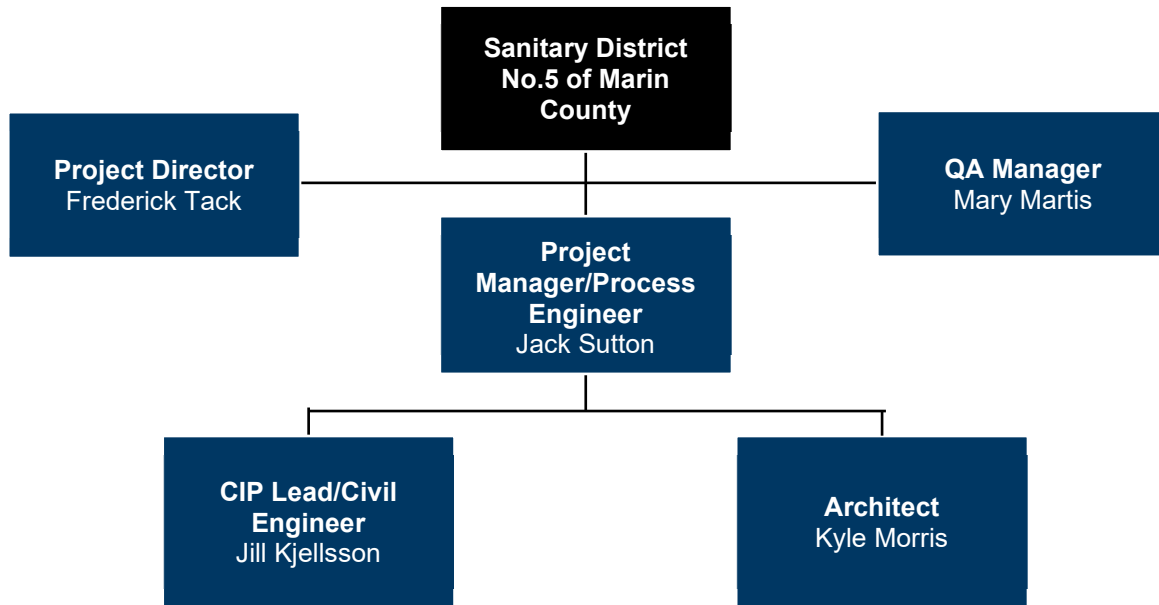 Sanitary District
No.5 of Marin
County
Project Director
Frederick Tack
QA Manager
Mary Martis
Project
Manager/Process
Engineer
Jack Sutton
CIP Lead/Civil
Engineer
Jill Kjellsson
Architect
Kyle Morris